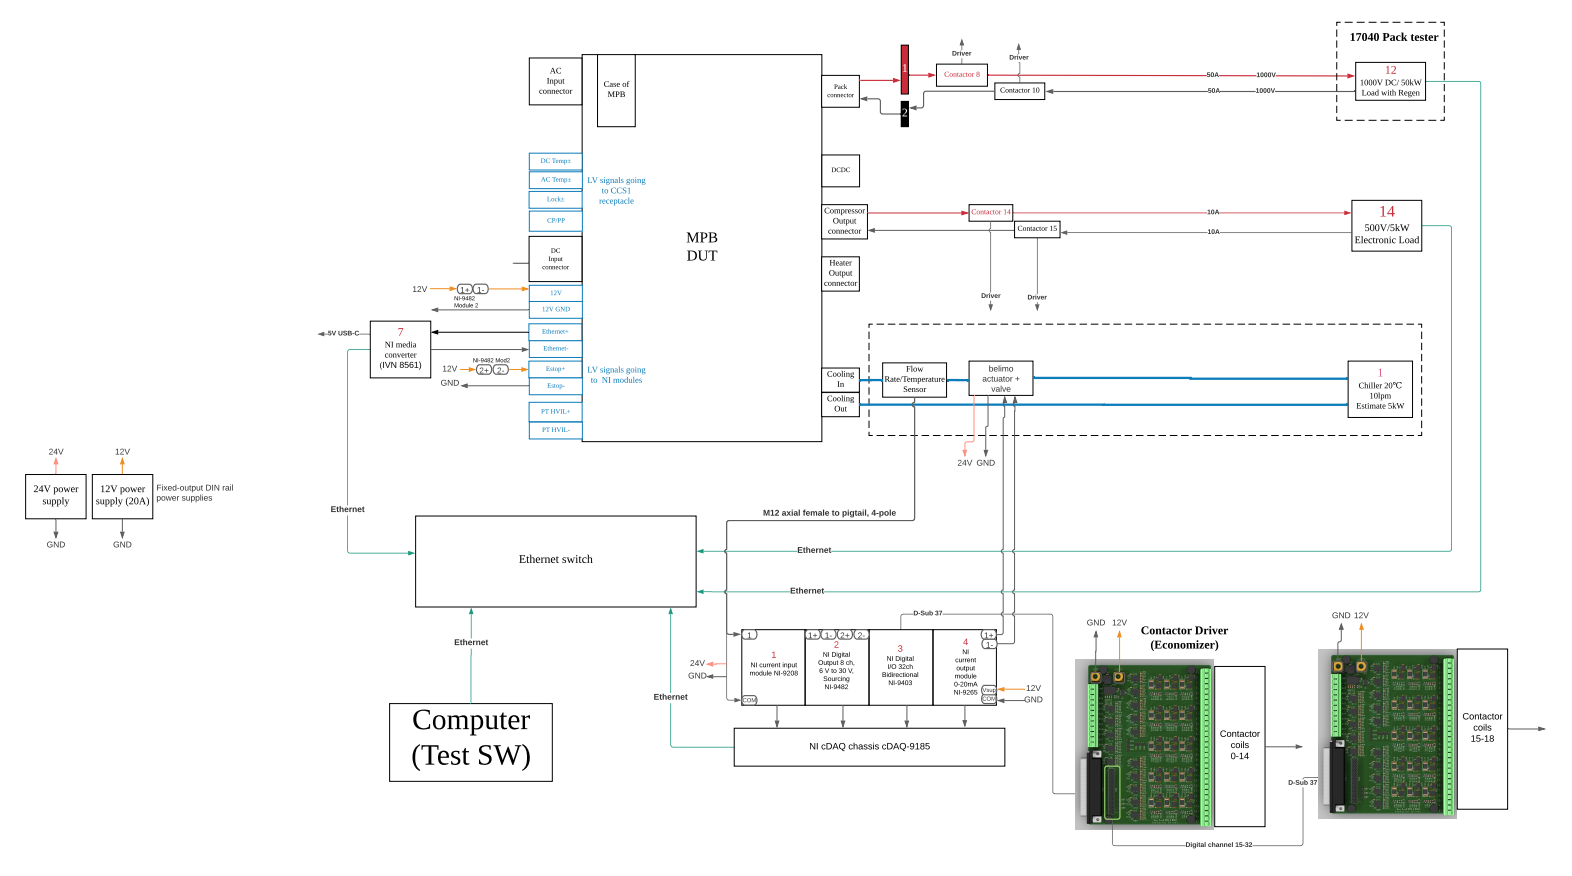 17040 Pack tester
12
1000V DC/ 50kW
Load with Regen
AC
Input
connector
Case of
MPB
Pack
connector
1
2
Driver
Contactor 8
Driver
Contactor 10
50A
1000V
50A
1000V
DC Temp±
AC Temp±
Lock±
CP/PP
LV signals going
to CCS1
receptacle
DCDC
MPB
DUT
Compressor
Output
connector
Contactor 14
Contactor 15
10A
10A
14
500V/5kW
Electronic Load
DC
Input
connector
Heater
Output
connector
Driver
Driver
12V
1+
1-
NI-9482
Module 2
12V
12V GND
5V USB-C
7
NI media
converter
(IVN 8561)
Ethernet+
Ethernet-
NI-9482 Mod2
12V
2+
2-
GND
Estop+
Estop-
LV signals going
to NI modules
PT HVIL+
PT HVIL-
Cooling
In
Cooling
Out
Flow
Rate/Temperature
Sensor
belimo
actuator +
valve
1
Chiller 20℃
10lpm
Estimate 5kW
24V
GND
24V
12V
24V power
supply
12V power
supply (20A)
Fixed-output DIN rail
power supplies
GND
GND
Ethernet
M12 axial female to pigtail, 4-pole
Ethernet switch
Ethernet
Ethernet
D-Sub 37
Ethernet
Ethernet
24V
GND
1
COM
1
NI current input
module NI-9208
1+
1-
2+
2-
2
NI Digital
Output 8 ch,
6 V to 30 V,
Sourcing
NI-9482
3
NI Digital
I/O 32ch
Bidirectional
NI-9403
4
NI
current
output
module
0-20mA
NI-9265
1+
1-
Vsup
COM
12V
GND
NI cDAQ chassis cDAQ-9185
Computer
(Test SW)
GND
12V
Contactor Driver
(Economizer)
Contactor
coils
0-14
GND
12V
Contactor
coils
15-18
D-Sub 37
Digital channel 15-32